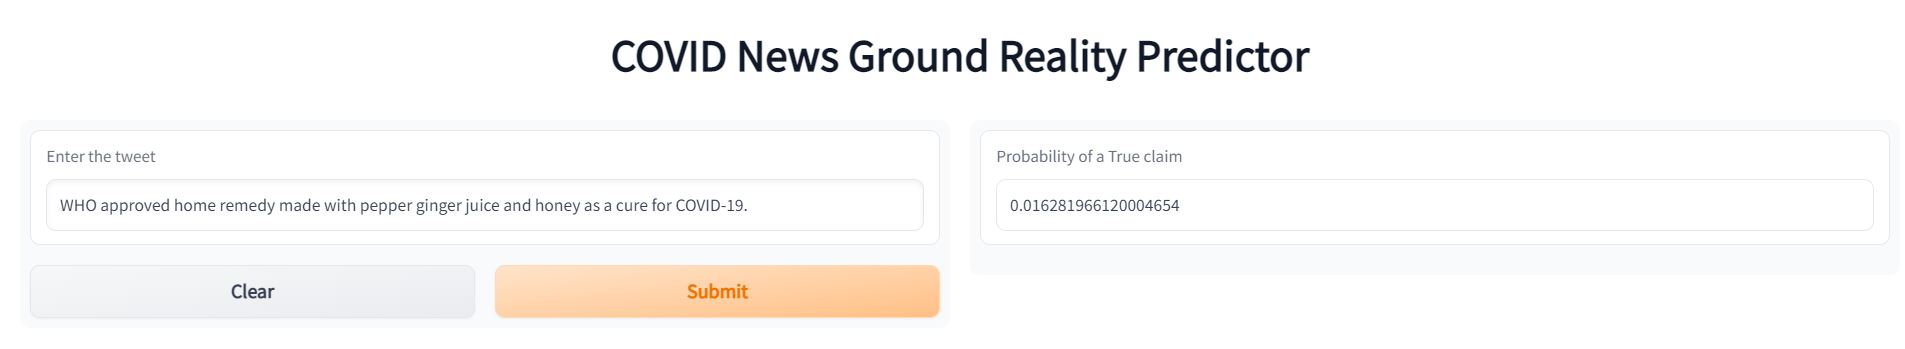 COVID News Ground Reality Predictor
Enter the tweet
WHO approved home remedy made with pepper ginger juice and honey as a cure for COVID-19.
Clear
Submit
Probability of a True claim
0.016281966120004654